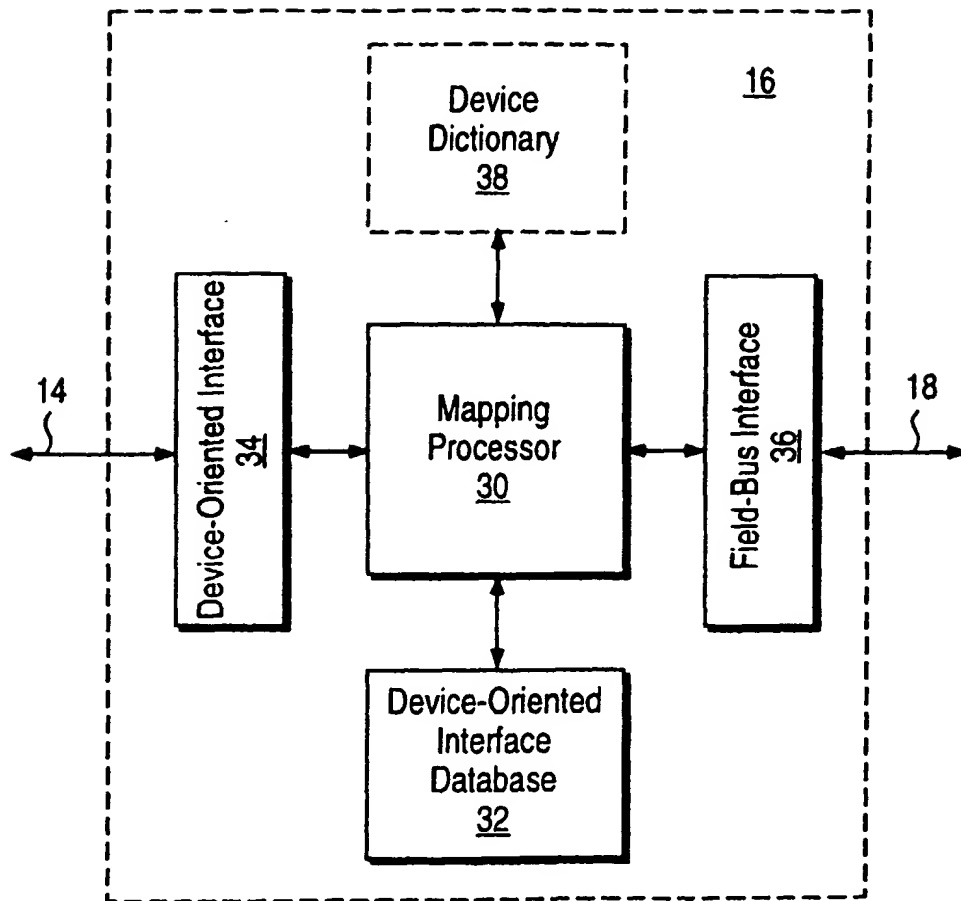 16
Device
Dictionary
38
14
Device-Oriented Interface
34
Mapping
Processor
30
Field-Bus Interface
36
18
Device-Oriented
Interface
Database
32